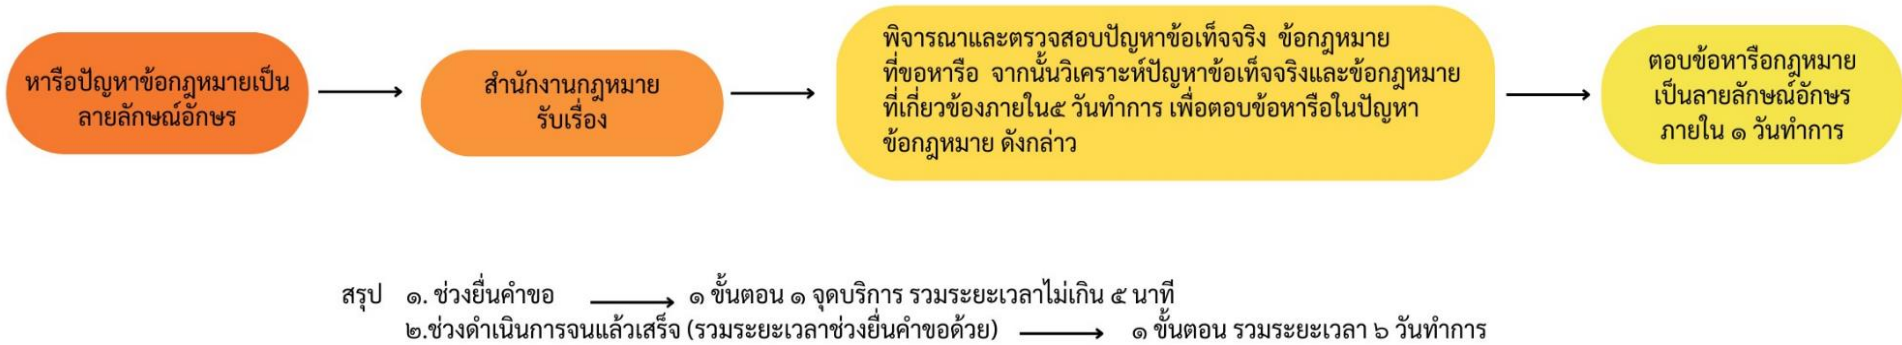 หารือปัญหาข้อกฎหมายเป็น
ลายลักษณ์อักษร
สำนักงานกฎหมาย
รับเรื่อง
พิจารณาและตรวจสอบปัญหาข้อเท็จจริง ข้อกฎหมาย
ที่ขอหารือ จากนั้นวิเคราะห์ปัญหาข้อเท็จจริงและข้อกฎหมาย
ที่เกี่ยวข้องภายใน๕ วันทำการ เพื่อตอบข้อหารือในปัญหา
ข้อกฎหมาย ดังกล่าว
ตอบข้อหารือกฎหมาย
เป็นลายลักษณ์อักษร
ภายใน ๑ วันทำการ
สรุป ๑. ช่วงยื่นคำขอ ๑ ขั้นตอน ๑ จุดบริการ รวมระยะเวลาไม่เกิน ๕ นาที
๒.ช่วงดำเนินการจนแล้วเสร็จ (รวมระยะเวลาช่วงยื่นคำขอด้วย) ๑ ขั้นตอน รวมระยะเวลา ๖ วันทำการ